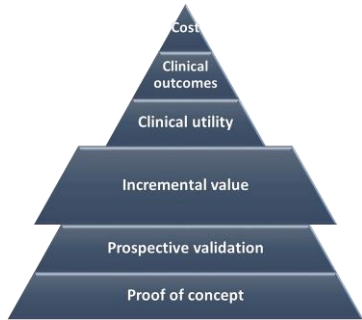 Cost
Clinical
outcomes
Clinical utility
Incremental value
Prospective validation
Proof of concept